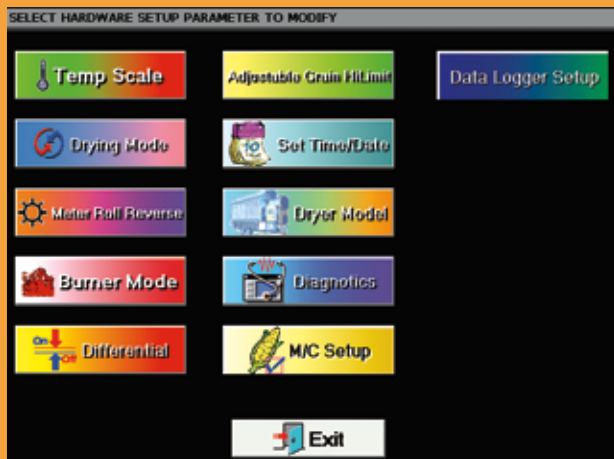 SELECT HARDWARE SETUP PARAMETER TO MODIFY
Temp Scale
Adjustable Grain HiLimit
Data Logger Setup
Drying Mode
10
Set Time/Date
Meter Roll Reverse
Dryer Model
Burner Mode
Diagnotics
On
Off
Differential
M/C Setup
Exit